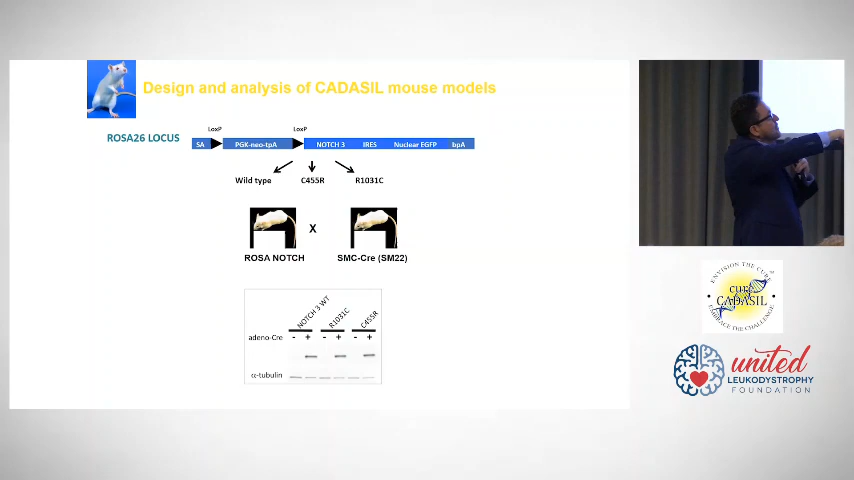 Design and analysis of CADASIL mouse models
LoxP LoxP
ROSA26 LOCUS SA PGK-neo-tpA NOTCH 3 IRES Nuclear EGFP bpA
Wild type C455R R1031C
X
ROSA NOTCH SMC-Cre (SM22)
NOTCH 3 WT R1031C C455R
adeno-Cre - + - + - +
α-tubulin
ENVISION THE CURE
cure
CADASIL
EMBRACE THE CHALLENGE
united
LEUKODYSTROPHY
FOUNDATION